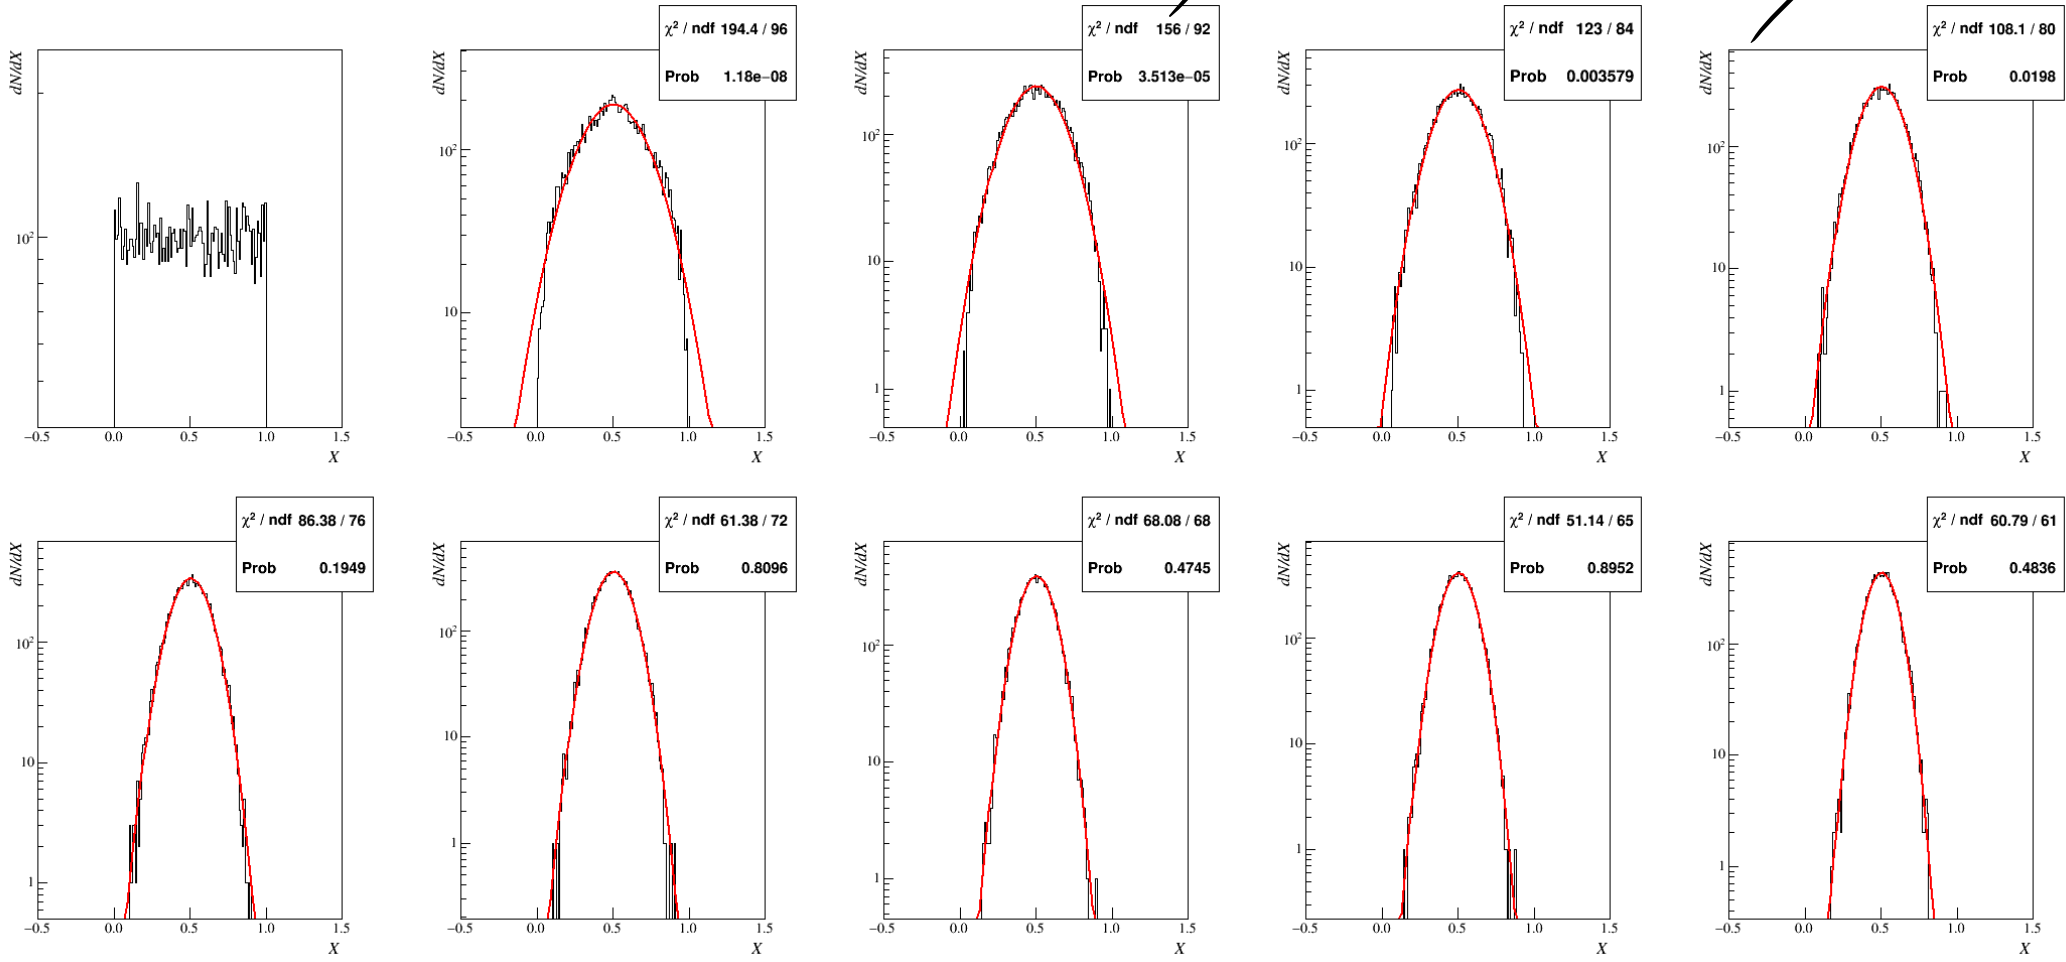 χ² / ndf 194.4 / 96
Prob 1.18e−08
χ² / ndf 156 / 92
Prob 3.513e−05
χ² / ndf 123 / 84
Prob 0.003579
χ² / ndf 108.1 / 80
Prob 0.0198
dN/dX
10²
−0.5 0.0 0.5 1.0 1.5
X
dN/dX
10²
10
−0.5 0.0 0.5 1.0 1.5
X
dN/dX
10²
10
1
−0.5 0.0 0.5 1.0 1.5
X
dN/dX
10²
10
1
−0.5 0.0 0.5 1.0 1.5
X
dN/dX
10²
10
1
−0.5 0.0 0.5 1.0 1.5
X
χ² / ndf 86.38 / 76
Prob 0.1949
χ² / ndf 61.38 / 72
Prob 0.8096
χ² / ndf 68.08 / 68
Prob 0.4745
χ² / ndf 51.14 / 65
Prob 0.8952
χ² / ndf 60.79 / 61
Prob 0.4836
dN/dX
10²
10
1
−0.5 0.0 0.5 1.0 1.5
X
dN/dX
10²
10
1
−0.5 0.0 0.5 1.0 1.5
X
dN/dX
10²
10
1
−0.5 0.0 0.5 1.0 1.5
X
dN/dX
10²
10
1
−0.5 0.0 0.5 1.0 1.5
X
dN/dX
10²
10
1
−0.5 0.0 0.5 1.0 1.5
X